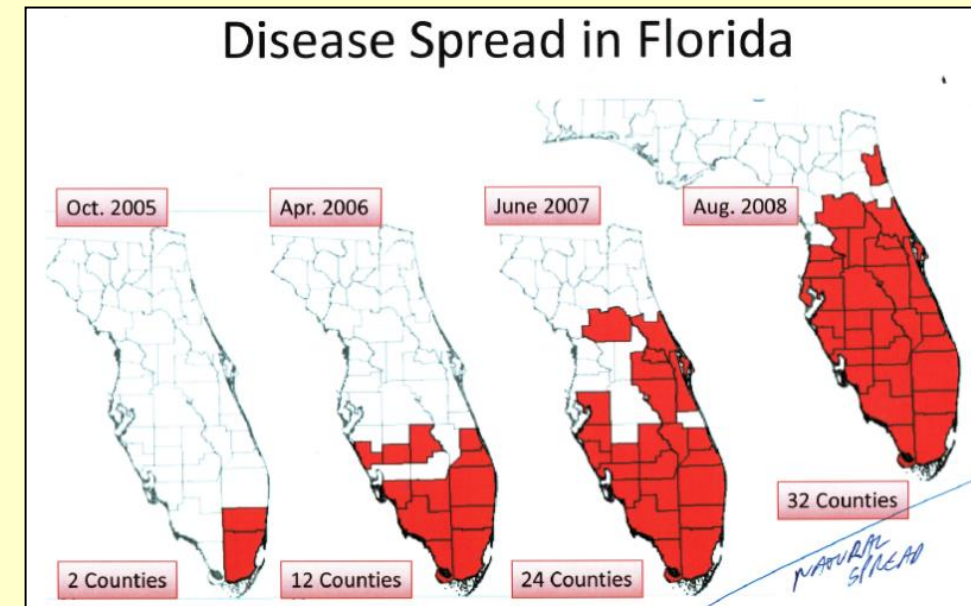 Disease Spread in Florida
Oct. 2005
Apr. 2006
June 2007
Aug. 2008
2 Counties
12 Counties
24 Counties
32 Counties
NATURAL
SPREAD